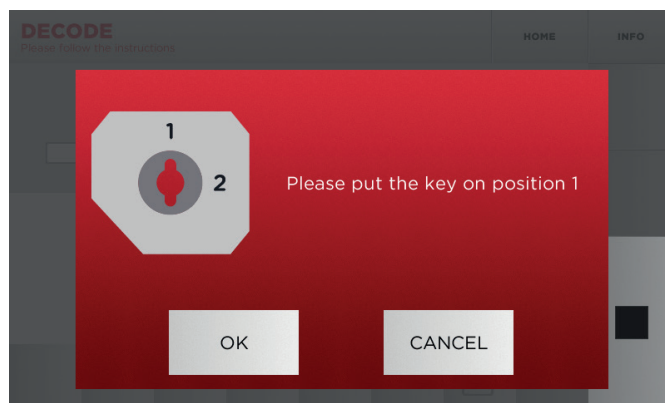 DECODE
Please follow the instructions
HOME
INFO
1
2
Please put the key on position 1
OK
CANCEL